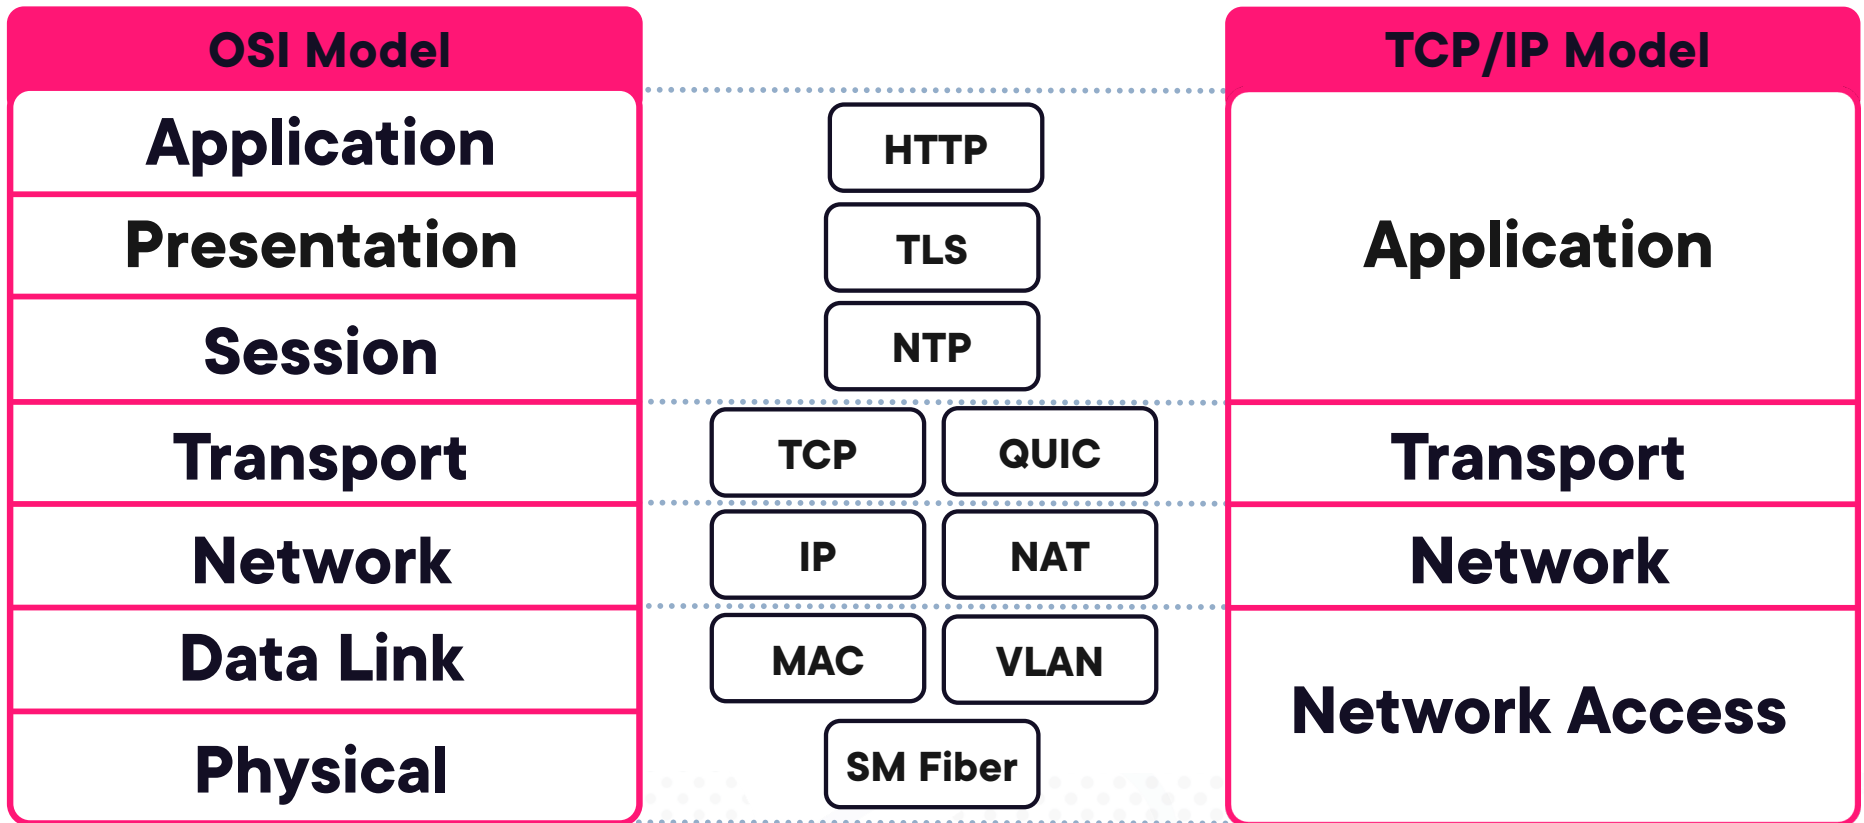 OSI Model
Application
Presentation
Session
Transport
Network
Data Link
Physical
HTTP
TLS
NTP
TCP QUIC
IP NAT
MAC VLAN
SM Fiber
TCP/IP Model
Application
Transport
Network
Network Access